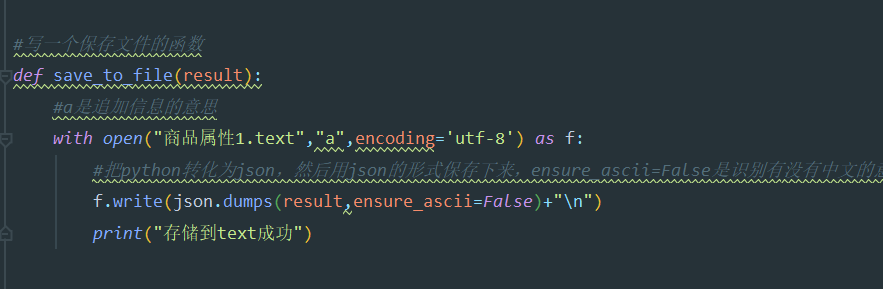 #写一个保存文件的函数
def save_to_file(result):
#a是追加信息的意思
with open("商品属性1.text","a",encoding='utf-8') as f:
#把python转化为json，然后用json的形式保存下来，ensure_ascii=False是识别有没有中文的
f.write(json.dumps(result,ensure_ascii=False)+"\n")
print("存储到text成功")